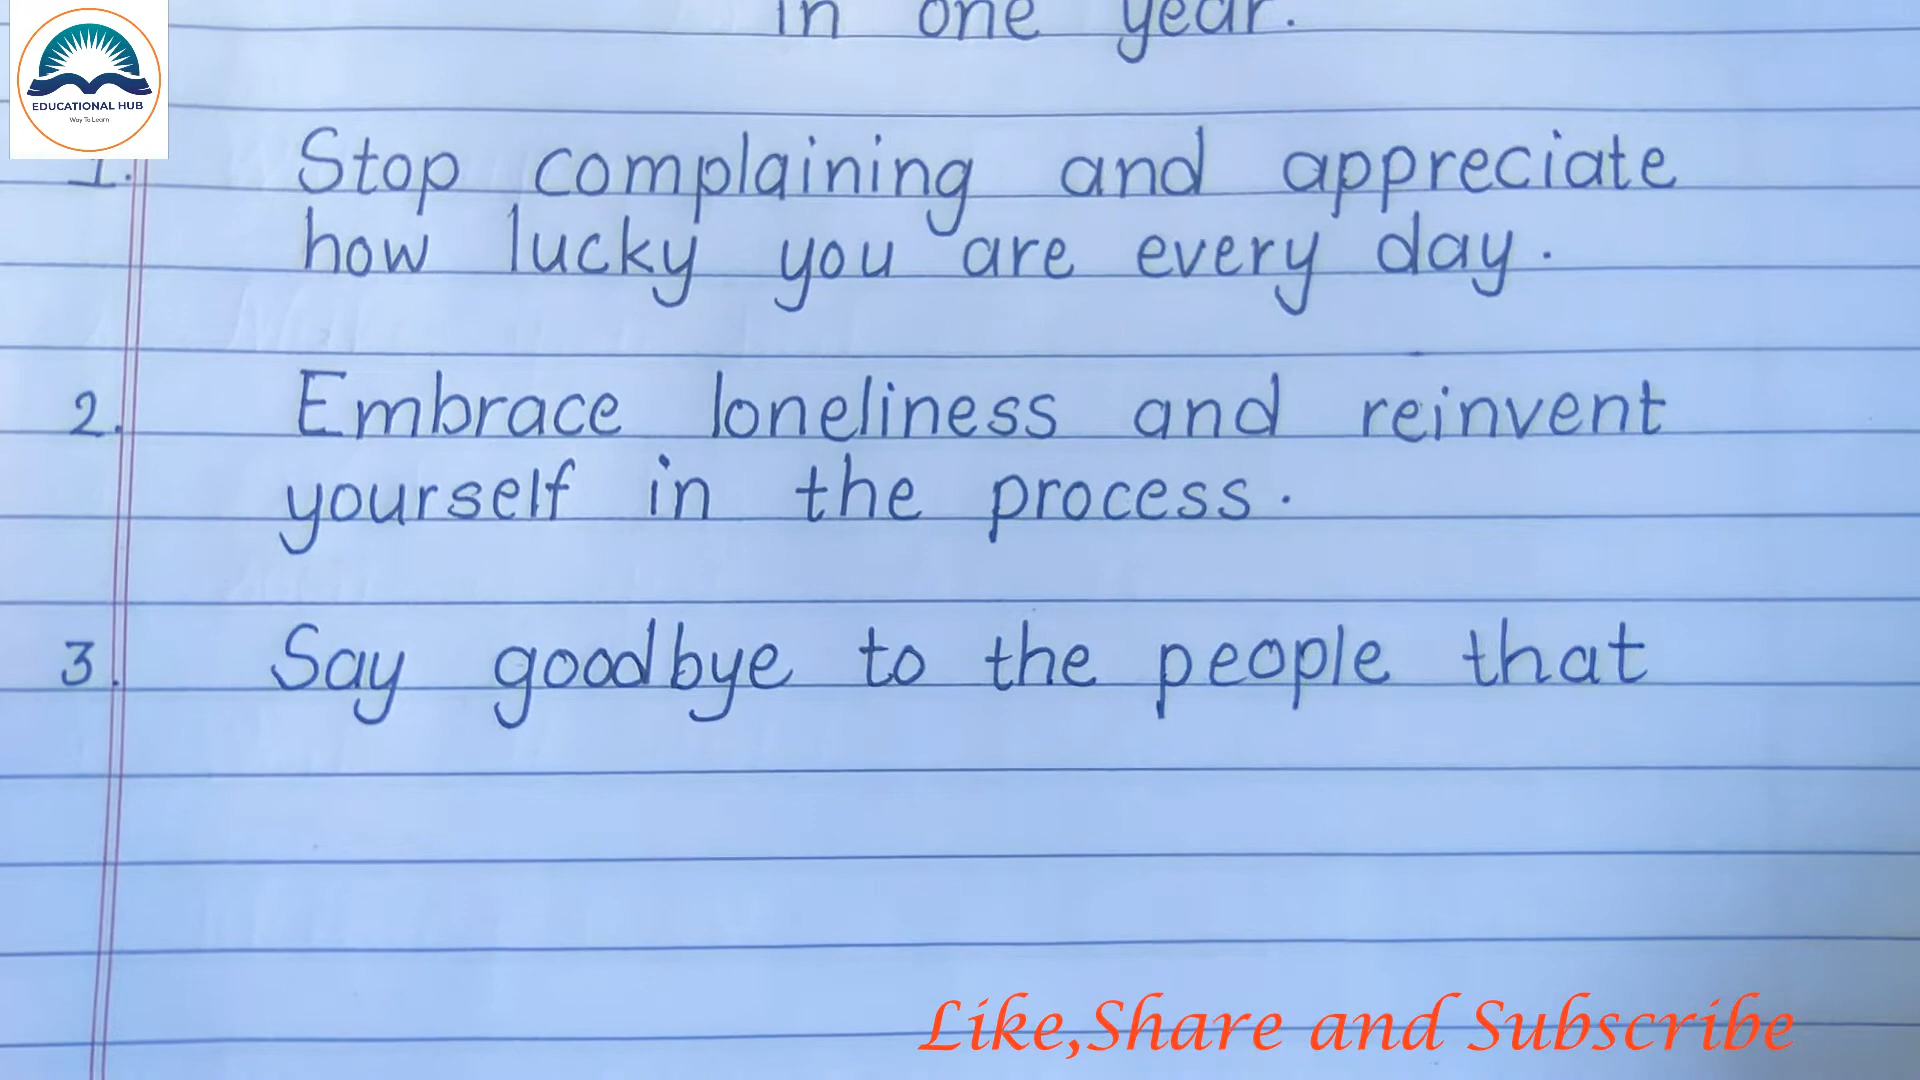 in one year.
EDUCATIONAL HUB
Way To Learn
1. Stop complaining and appreciate
how lucky you are every day.
2. Embrace loneliness and reinvent
yourself in the process.
3. Say goodbye to the people that
Like,Share and Subscribe